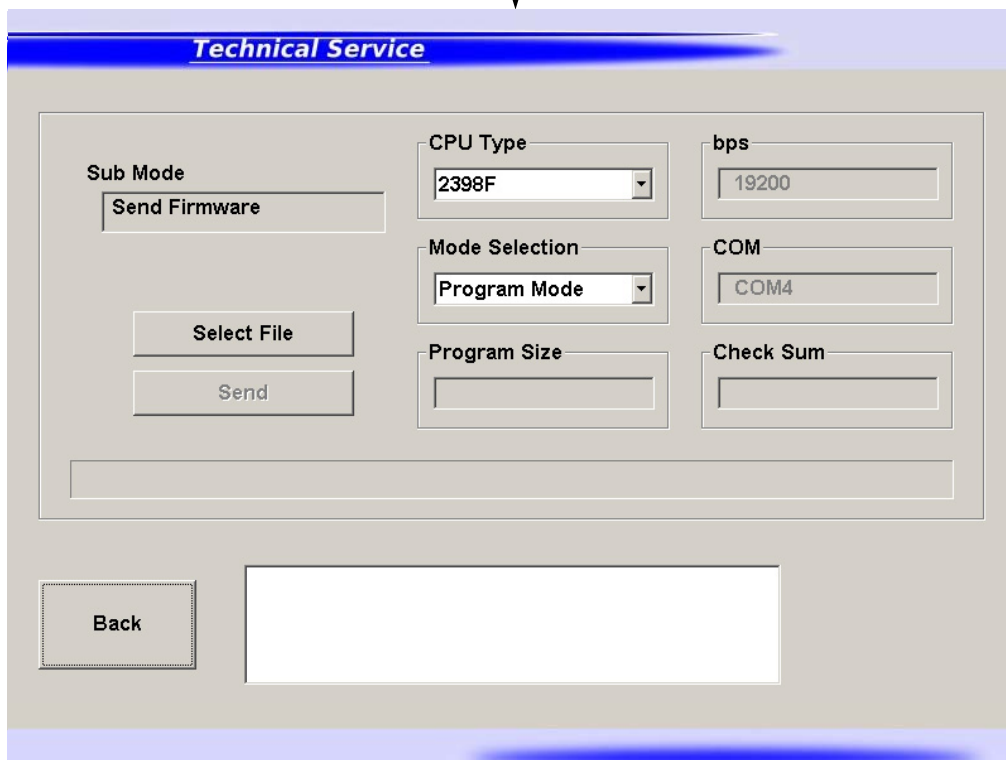 Technical Service
Sub Mode
Send Firmware
CPU Type
2398F
bps
19200
Mode Selection
Program Mode
COM
COM4
Select File
Send
Program Size
Check Sum
Back